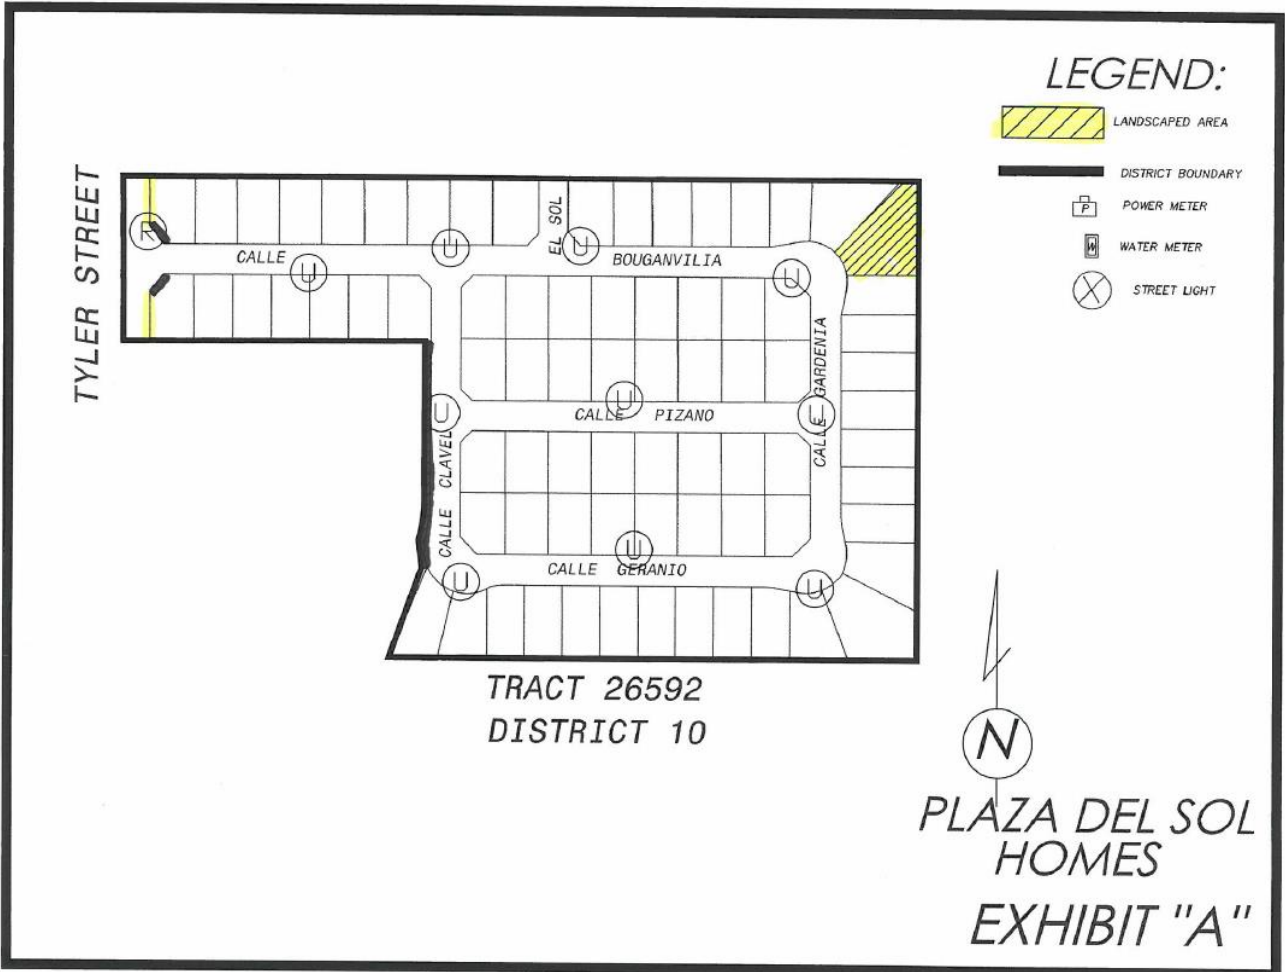 LEGEND:
LANDSCAPED AREA
DISTRICT BOUNDARY
P
POWER METER
W
WATER METER
X
STREET LIGHT
TYLER STREET
R
CALLE
U
U
EL SOL
U
BOUGANVILIA
U
CALLE GARDENIA
U
CALLE PIZANO
U
U
CALLE CLAVEL
U
CALLE GERANIO
U
U
TRACT 26592
DISTRICT 10
N
PLAZA DEL SOL
HOMES
EXHIBIT "A"